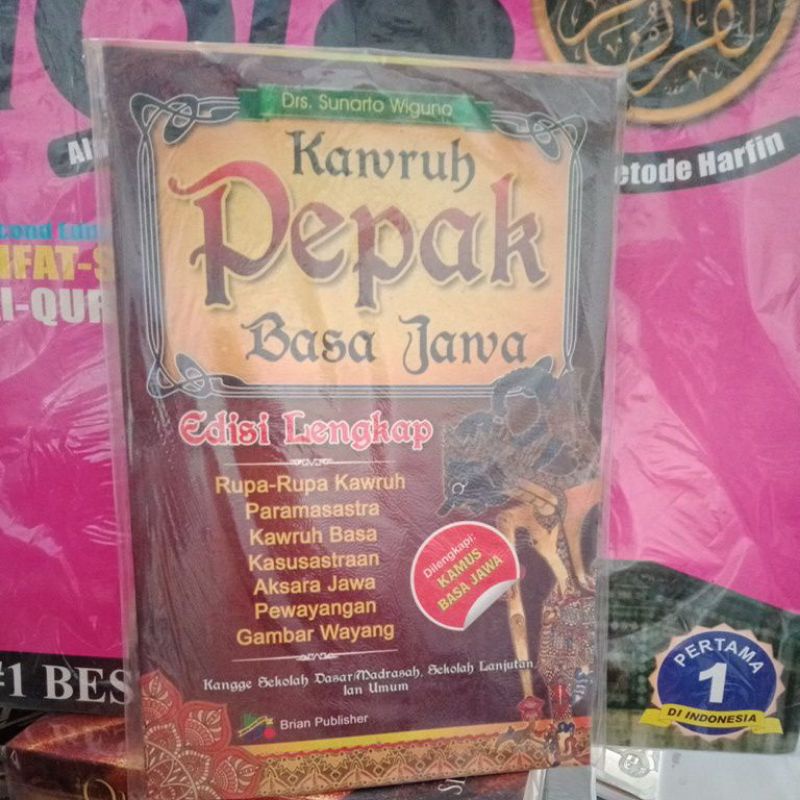 Drs. Sunarto Wiguno
Kawruh
Pepak
Basa Jawa
Edisi Lengkap
Rupa-Rupa Kawruh
Paramasastra
Kawruh Basa
Kasusastraan
Aksara Jawa
Pewayangan
Gambar Wayang
Dilengkapi:
KAMUS
BASA JAWA
Kangge Sekolah Dasar/Madrasah, Sekolah Lanjutan
lan Umum
Brian Publisher
Metode Harfin
#1 BES
PERTAMA
1
DI INDONESIA